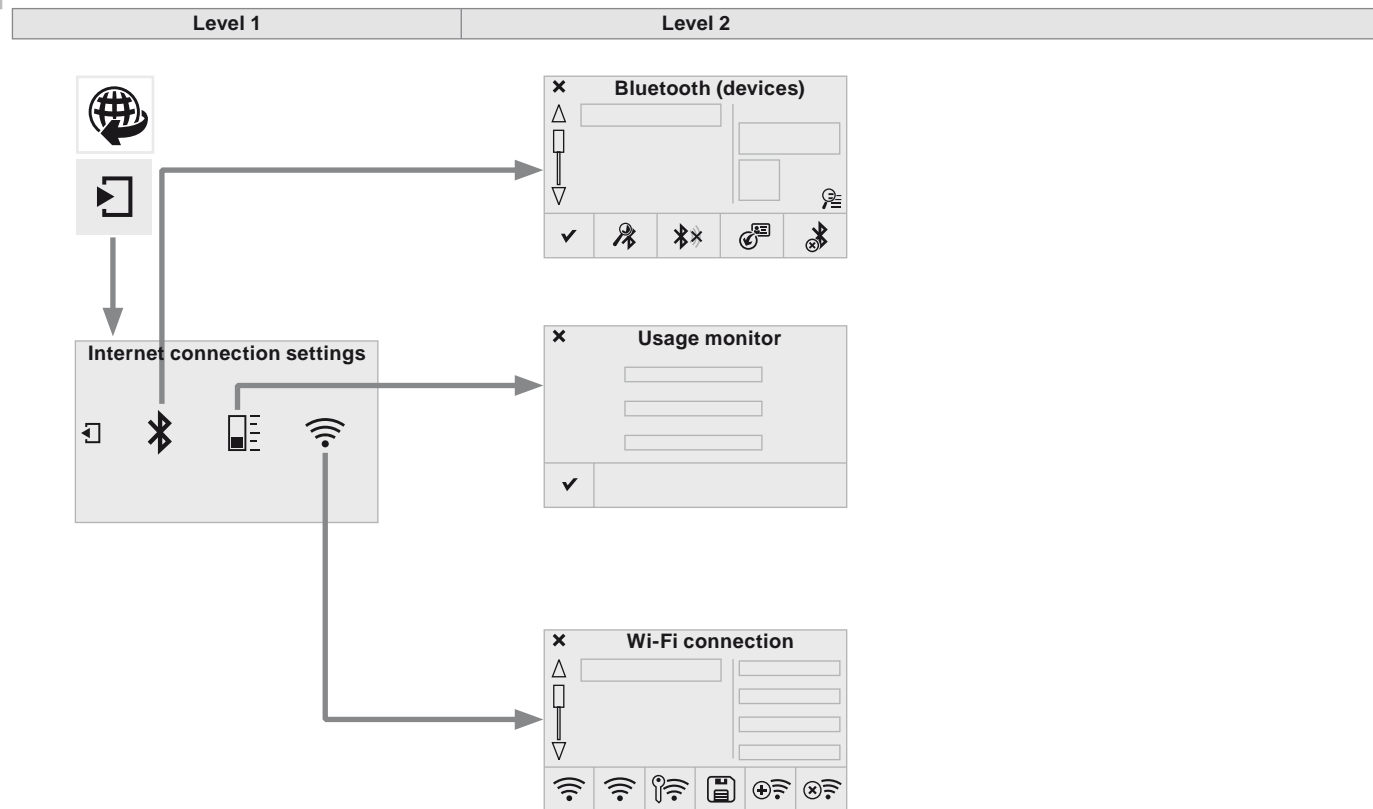 Level 1
Level 2
Bluetooth (devices)
Internet connection settings
Usage monitor
Wi-Fi connection